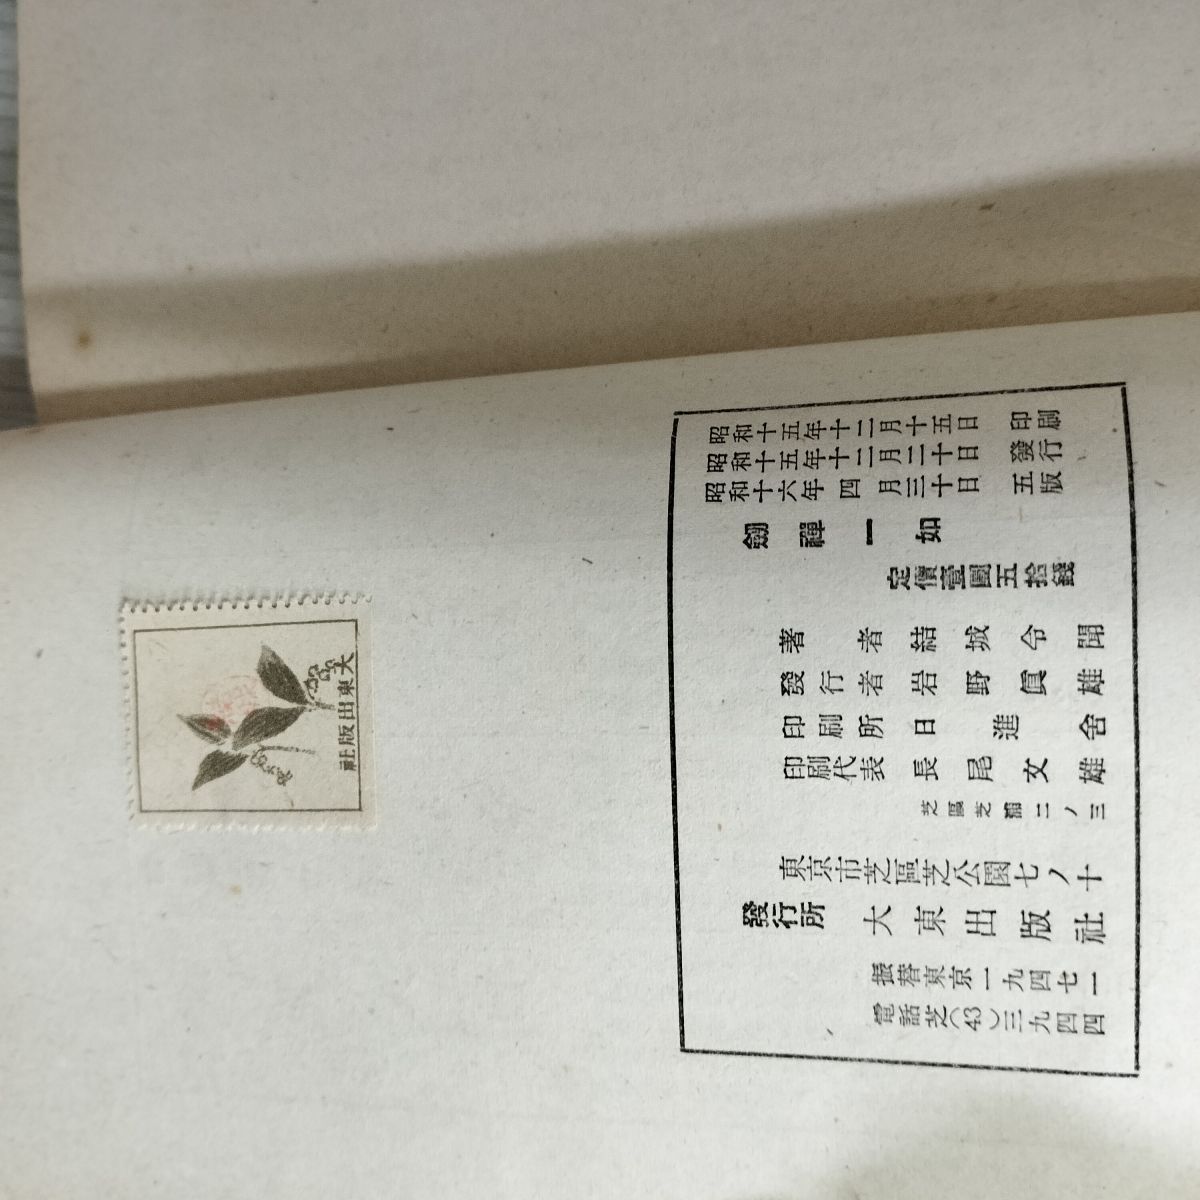 昭和十五年十二月十五日 印刷
昭和十五年十二月二十日 發行
昭和十六年四月三十日 五版
劒禪一如
定價壹圓五拾錢
著者 結城令聞
發行者 岩野眞雄
印刷所 日進舍
印刷代表 長尾文雄
芝區芝浦二ノ三
東京市芝區芝公園七ノ十
發行所 大東出版社
振替東京一九四七一
電話芝(43)三九四四
大東出版社